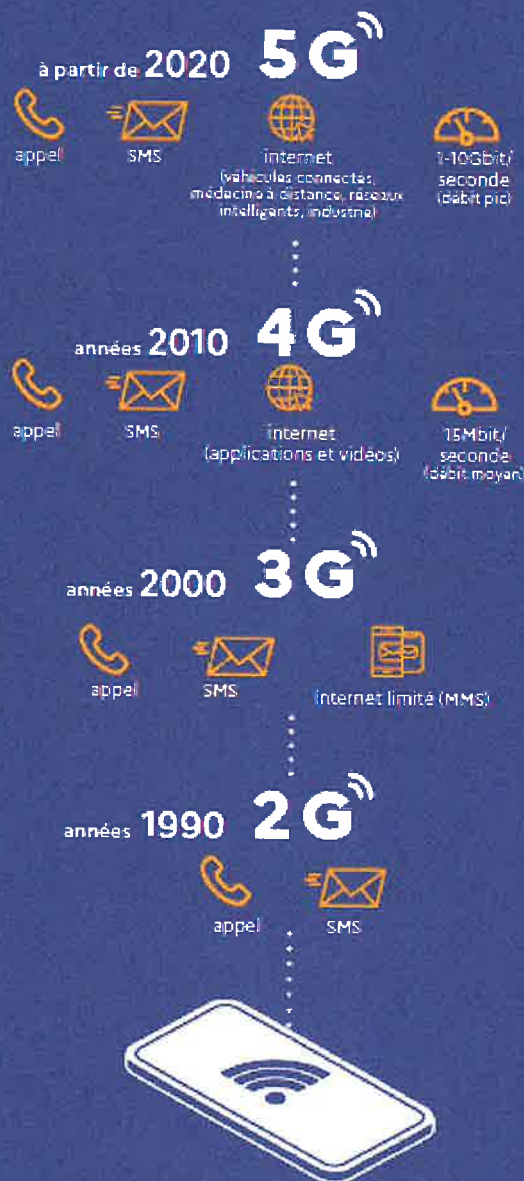 à partir de 2020 5G
appel
SMS
internet
(véhicules connectés,
médecine à distance, réseaux
intelligents, industrie)
1-10Gbit/
seconde
(débit pic)
années 2010 4G
appel
SMS
internet
(applications et vidéos)
15Mbit/
seconde
(débit moyen)
années 2000 3G
appel
SMS
internet limité (MMS)
années 1990 2G
appel
SMS